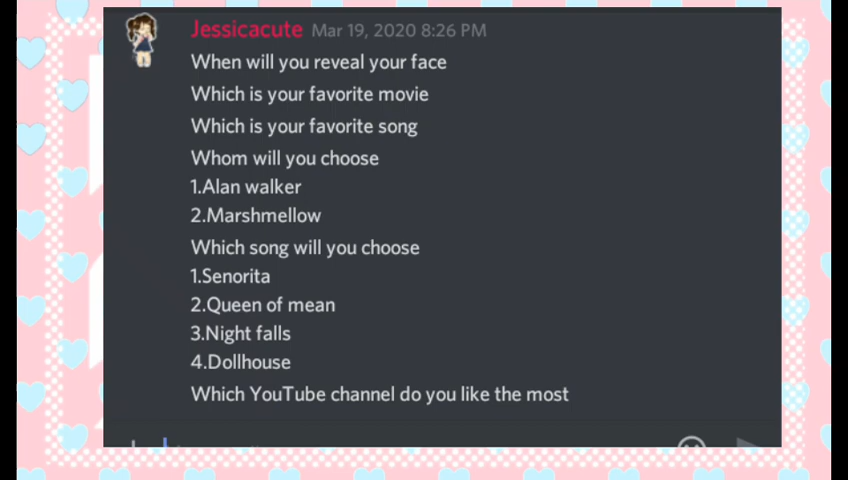 Jessicacute Mar 19, 2020 8:26 PM
When will you reveal your face
Which is your favorite movie
Which is your favorite song
Whom will you choose
1.Alan walker
2.Marshmellow
Which song will you choose
1.Senorita
2.Queen of mean
3.Night falls
4.Dollhouse
Which YouTube channel do you like the most